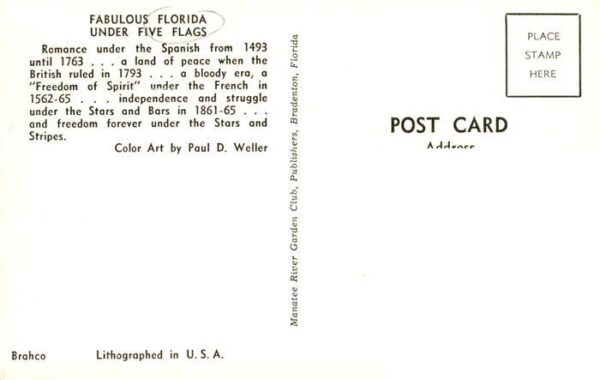 FABULOUS FLORIDA
UNDER FIVE FLAGS
Romance under the Spanish from 1493
until 1763 . . . a land of peace when the
British ruled in 1793 . . . a bloody era, a
"Freedom of Spirit" under the French in
1562-65 . . . independence and struggle
under the Stars and Bars in 1861-65 . . .
and freedom forever under the Stars and
Stripes.
Color Art by Paul D. Weller
Manatee River Garden Club, Publishers, Bradenton, Florida
PLACE
STAMP
HERE
POST CARD
Address
Brahco
Lithographed in U. S. A.